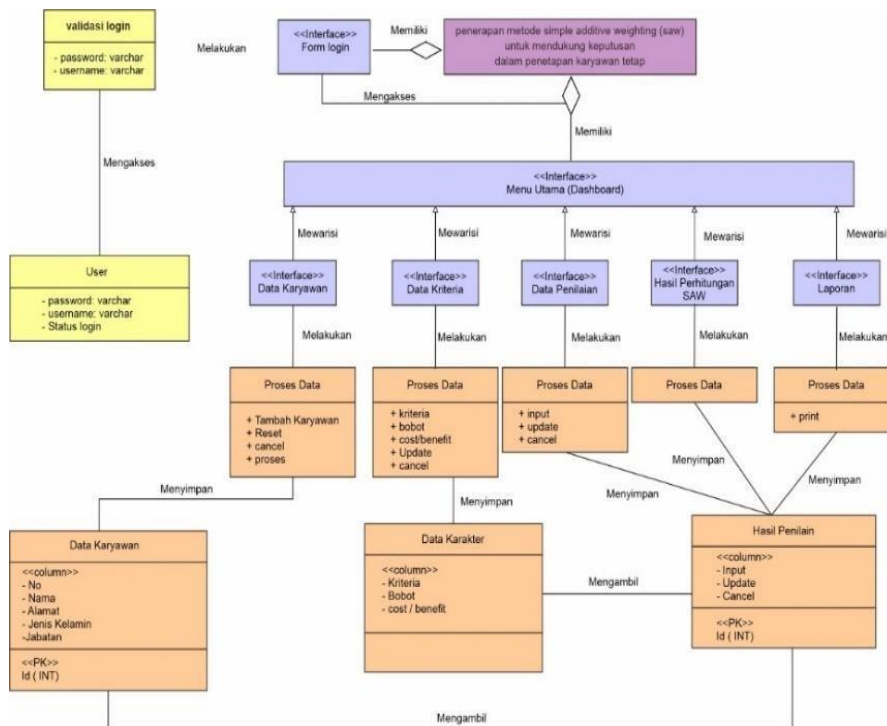 validasi login
- password: varchar
- username: varchar
Mengakses
User
- password: varchar
- username: varchar
- Status login
Melakukan
<<Interface>>
Form login
Memiliki
penerapan metode simple additive weighting (saw)
untuk mendukung keputusan
dalam penetapan karyawan tetap
Mengakses
Memiliki
<<Interface>>
Menu Utama (Dashboard)
Mewarisi
Mewarisi
Mewarisi
Mewarisi
Mewarisi
<<Interface>>
Data Karyawan
<<Interface>>
Data Kriteria
<<Interface>>
Data Penilaian
<<Interface>>
Hasil Perhitungan
SAW
<<Interface>>
Laporan
Melakukan
Melakukan
Melakukan
Melakukan
Melakukan
Proses Data
+ Tambah Karyawan
+ Reset
+ cancel
+ proses
Proses Data
+ kriteria
+ bobot
+ cost/benefit
+ Update
+ cancel
Proses Data
+ input
+ update
+ cancel
Proses Data
Proses Data
+ print
Menyimpan
Menyimpan
Menyimpan
Menyimpan
Menyimpan
Data Karyawan
<<column>>
- No
- Nama
- Alamat
- Jenis Kelamin
-Jabatan
<<PK>>
Id ( INT)
Data Karakter
<<column>>
- Kriteria
- Bobot
- cost / benefit
Mengambil
Hasil Penilain
<<column>>
- Input
- Update
- Cancel
<<PK>>
Id ( INT)
Mengambil